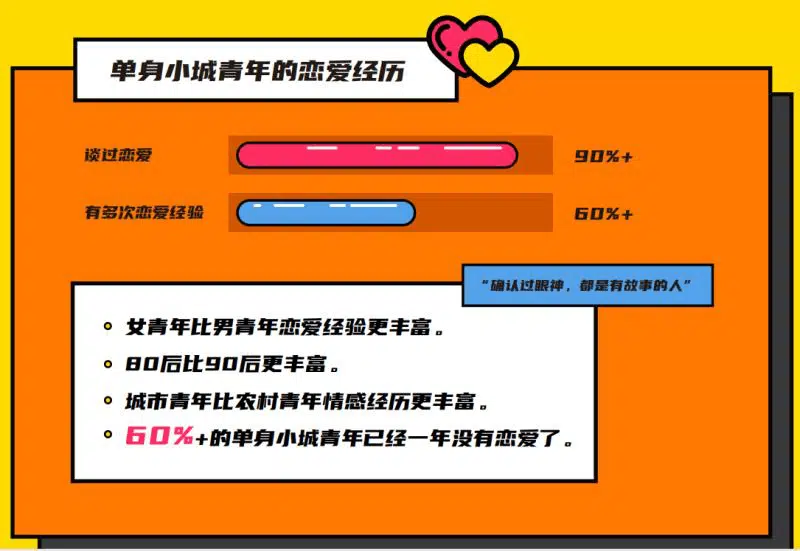 单身小城青年的恋爱经历
谈过恋爱 90%+
有多次恋爱经验 60%+
“确认过眼神，都是有故事的人”
女青年比男青年恋爱经验更丰富。
80后比90后更丰富。
城市青年比农村青年情感经历更丰富。
60%+的单身小城青年已经一年没有恋爱了。